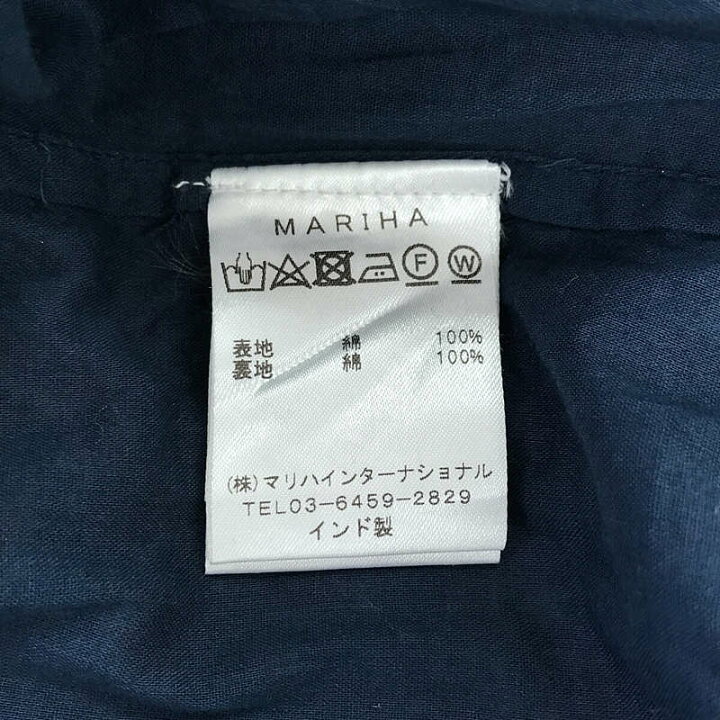 MARIHA
F W
表地 綿 100%
裏地 綿 100%
(株)マリハインターナショナル
TEL03-6459-2829
インド製